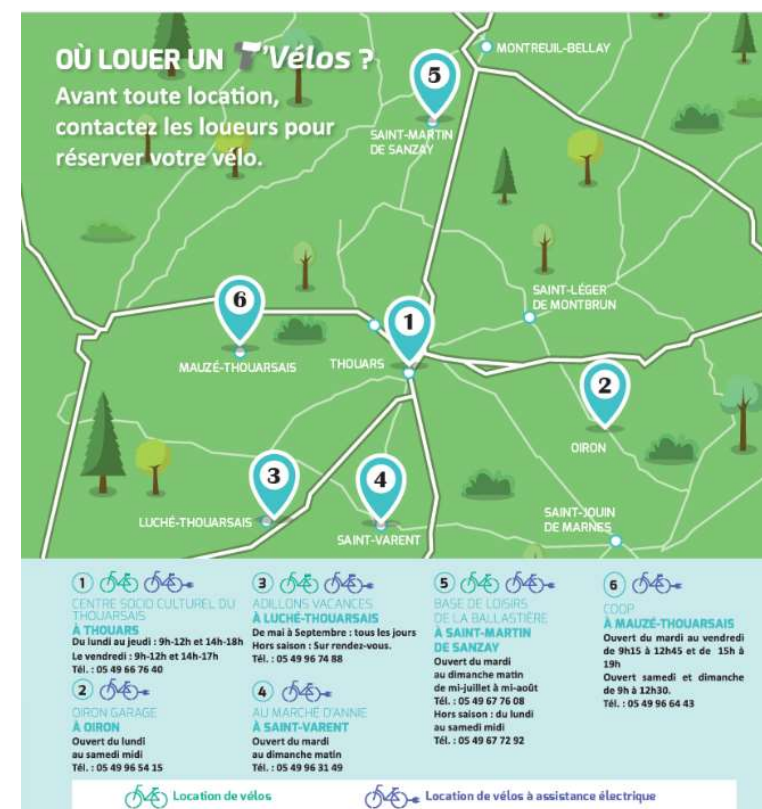 OÙ LOUER UN T'Vélos ?
Avant toute location,
contactez les loueurs pour
réserver votre vélo.
MONTREUIL-BELLAY
5
SAINT-MARTIN
DE SANZAY
SAINT-LÉGER
DE MONTBRUN
6
1
MAUZÉ-THOUARSAIS
THOUARS
2
OIRON
3
4
LUCHÉ-THOUARSAIS
SAINT-VARENT
SAINT-JOUIN
DE MARNES
1
CENTRE SOCIO CULTUREL DU
THOUARSAIS
À THOUARS
Du lundi au jeudi : 9h-12h et 14h-18h
Le vendredi : 9h-12h et 14h-17h
Tél. : 05 49 66 76 40
2
OIRON GARAGE
À OIRON
Ouvert du lundi
au samedi midi
Tél. : 05 49 96 54 15
3
ADILLONS VACANCES
À LUCHÉ-THOUARSAIS
De mai à Septembre : tous les jours
Hors saison : Sur rendez-vous.
Tél. : 05 49 96 74 88
4
AU MARCHÉ D'ANNIE
À SAINT-VARENT
Ouvert du mardi
au dimanche matin
Tél. : 05 49 96 31 49
5
BASE DE LOISIRS
DE LA BALLASTIÈRE
À SAINT-MARTIN
DE SANZAY
Ouvert du mardi
au dimanche matin
de mi-juillet à mi-août
Tél. : 05 49 67 76 08
Hors saison : du lundi
au samedi midi
Tél. : 05 49 67 72 92
6
COOP
À MAUZÉ-THOUARSAIS
Ouvert du mardi au vendredi
de 9h15 à 12h45 et de 15h à
19h
Ouvert samedi et dimanche
de 9h à 12h30.
Tél. : 05 49 96 64 43
Location de vélos
Location de vélos à assistance électrique